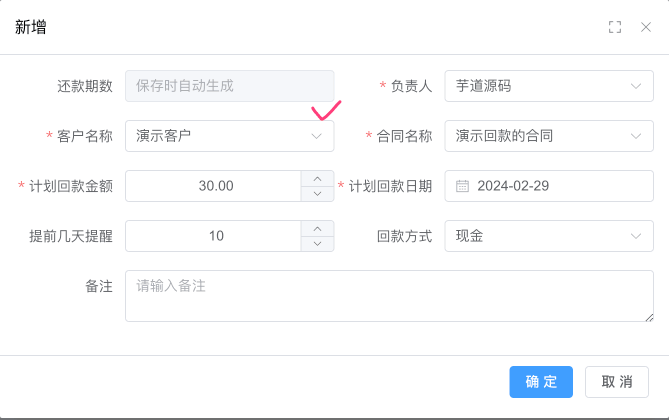 新增
还款期数 保存时自动生成 * 负责人 芋道源码
* 客户名称 演示客户 * 合同名称 演示回款的合同
* 计划回款金额 30.00 * 计划回款日期 2024-02-29
提前几天提醒 10 回款方式 现金
备注 请输入备注
确 定 取 消